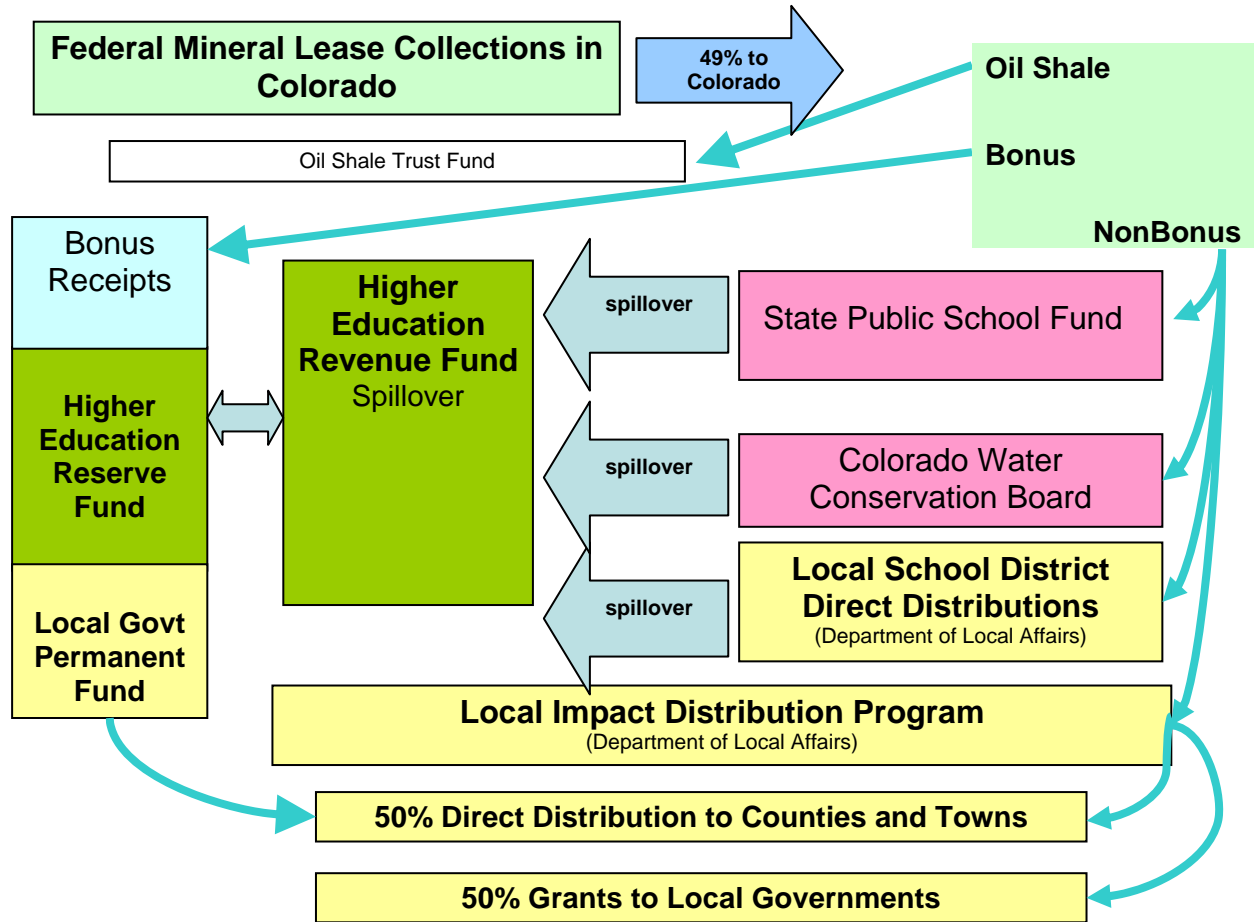 Federal Mineral Lease Collections in
Colorado
49% to
Colorado
Oil Shale
Bonus
NonBonus
Oil Shale Trust Fund
Bonus
Receipts
Higher
Education
Reserve
Fund
Local Govt
Permanent
Fund
Higher
Education
Revenue Fund
Spillover
spillover
State Public School Fund
spillover
Colorado Water
Conservation Board
spillover
Local School District
Direct Distributions
(Department of Local Affairs)
Local Impact Distribution Program
(Department of Local Affairs)
50% Direct Distribution to Counties and Towns
50% Grants to Local Governments